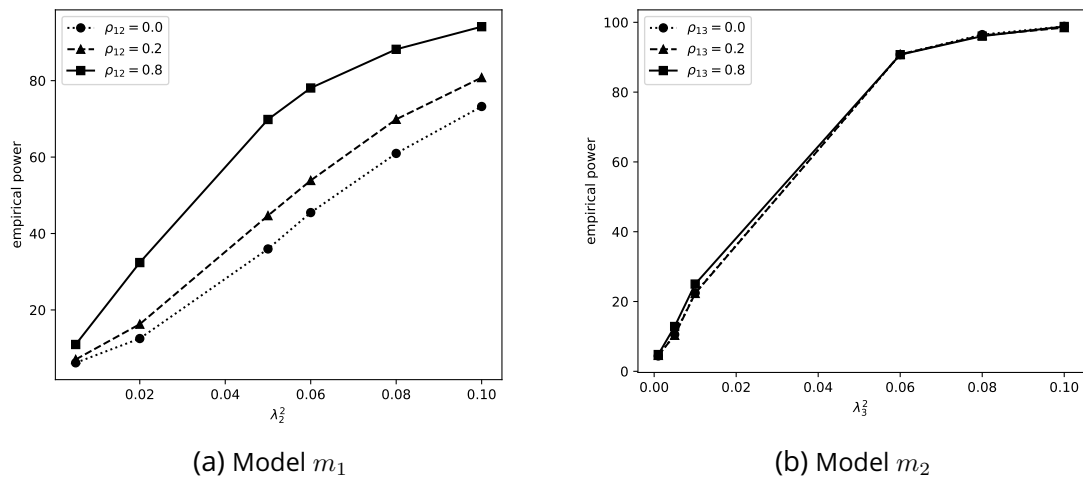 ρ₁₂ = 0.0
ρ₁₂ = 0.2
ρ₁₂ = 0.8
empirical power
80
60
40
20
0.02 0.04 0.06 0.08 0.10
λ₂²
(a) Model m₁
ρ₁₃ = 0.0
ρ₁₃ = 0.2
ρ₁₃ = 0.8
empirical power
100
80
60
40
20
0
0.00 0.02 0.04 0.06 0.08 0.10
λ₃²
(b) Model m₂